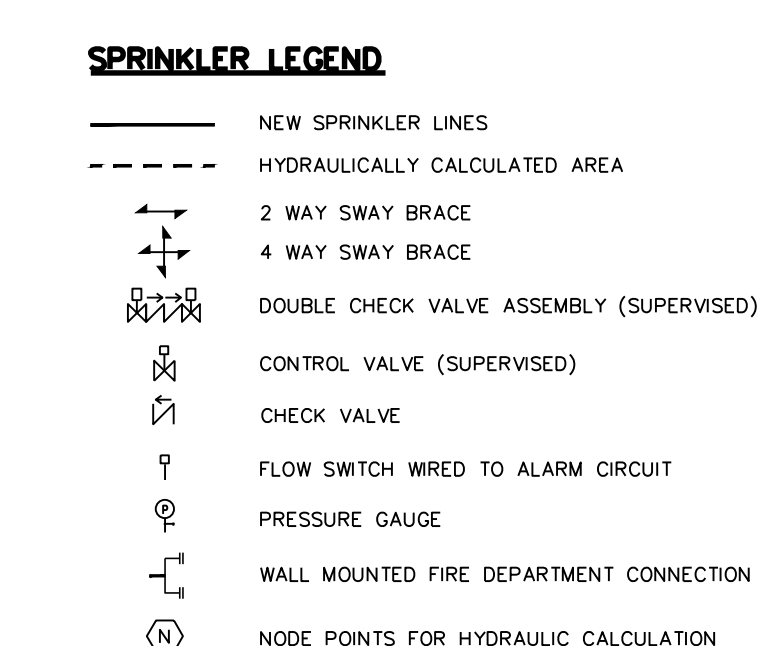 SPRINKLER LEGEND
NEW SPRINKLER LINES
HYDRAULICALLY CALCULATED AREA
2 WAY SWAY BRACE
4 WAY SWAY BRACE
DOUBLE CHECK VALVE ASSEMBLY (SUPERVISED)
CONTROL VALVE (SUPERVISED)
CHECK VALVE
FLOW SWITCH WIRED TO ALARM CIRCUIT
P PRESSURE GAUGE
WALL MOUNTED FIRE DEPARTMENT CONNECTION
N NODE POINTS FOR HYDRAULIC CALCULATION